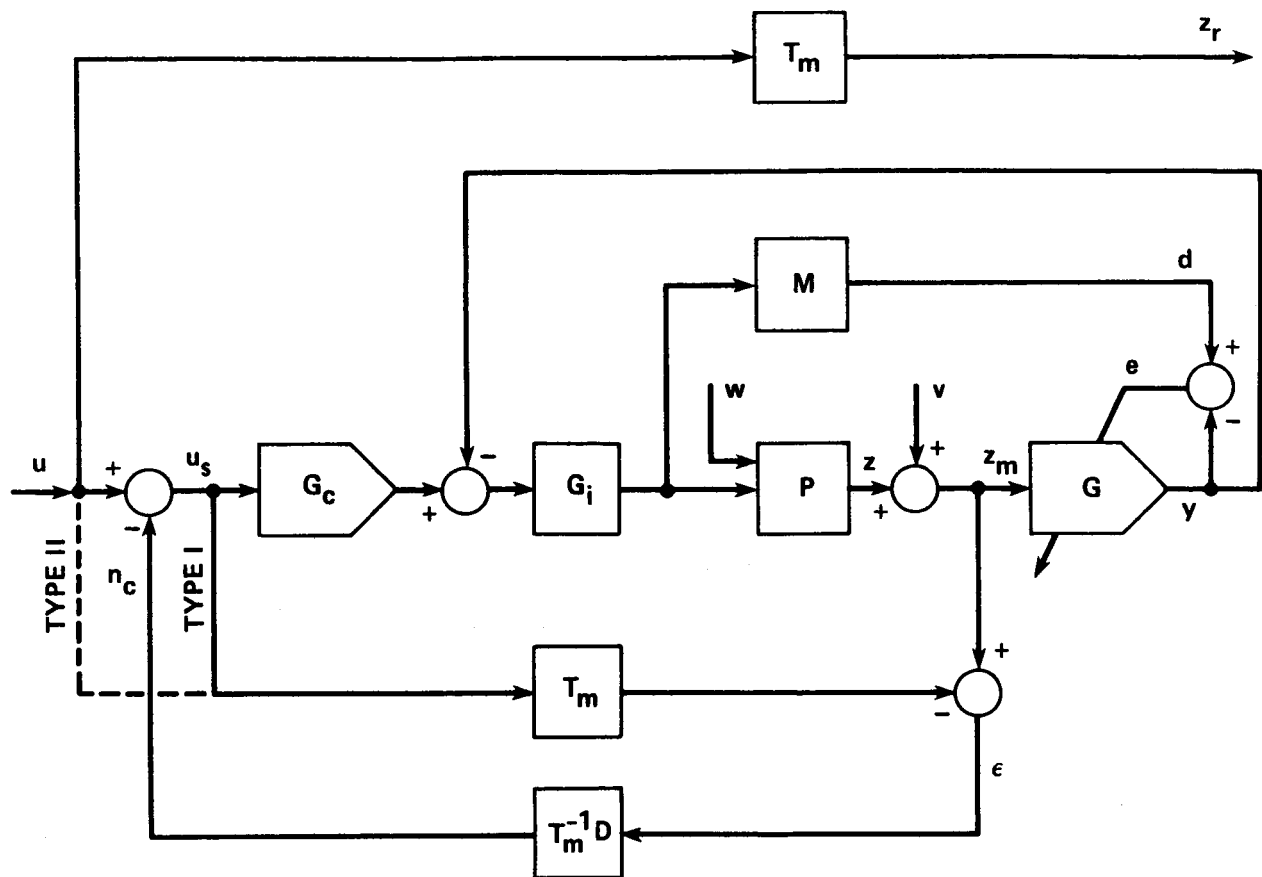 z_r
T_m
M
d
+
e
w
v
−
−
u
+
u_s
G_c
+
G_i
P
z
+
+
z_m
G
y
−
n_c
TYPE II
TYPE I
T_m
+
−
ϵ
T_m^{-1} D